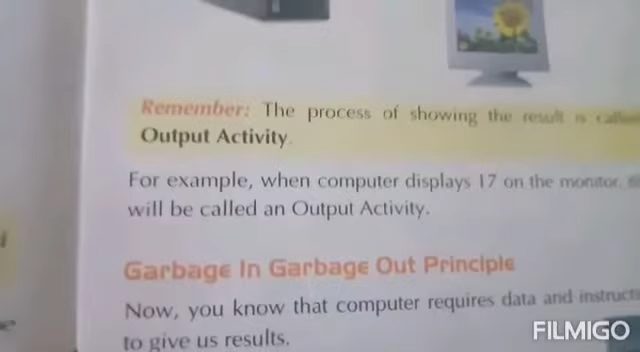 Remember: The process of showing the result is called
Output Activity.
For example, when computer displays 17 on the monitor,
will be called an Output Activity.
Garbage In Garbage Out Principle
Now, you know that computer requires data and instructi
to give us results.
FILMIGO